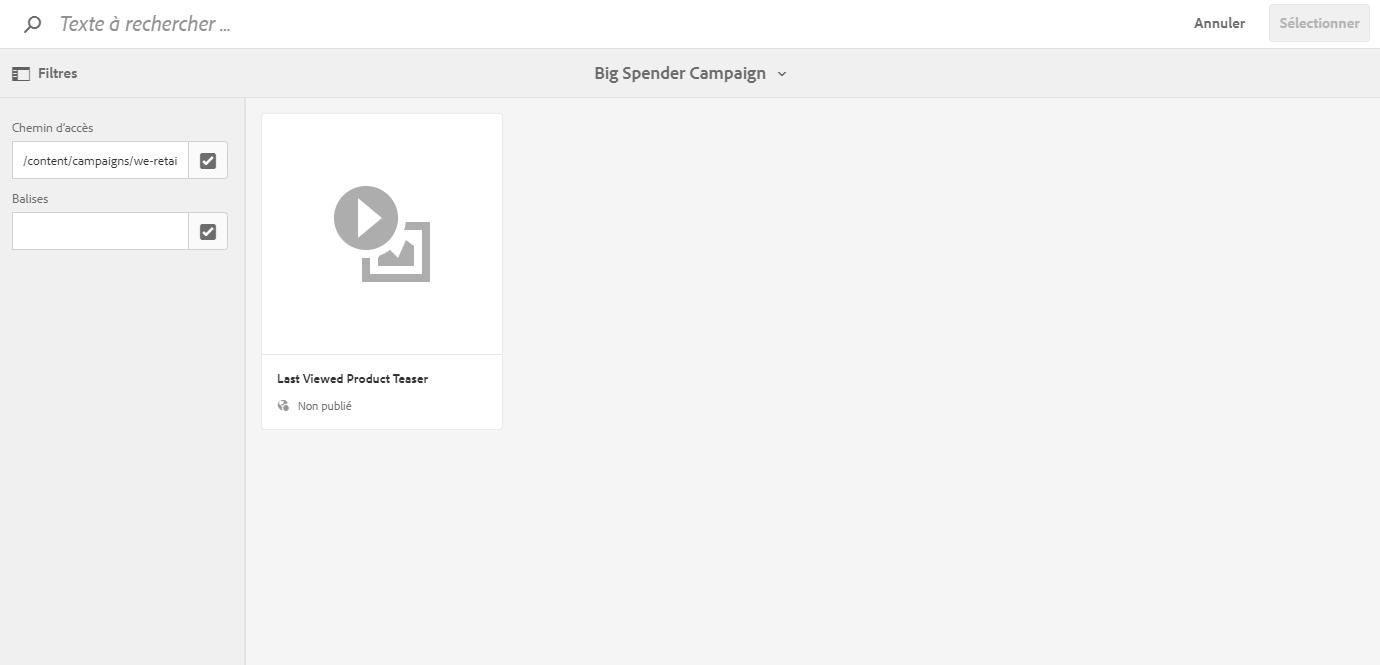 Texte à rechercher ...
Annuler
Sélectionner
Filtres
Big Spender Campaign
Chemin d'accès
/content/campaigns/we-retai
Balises
Last Viewed Product Teaser
Non publié